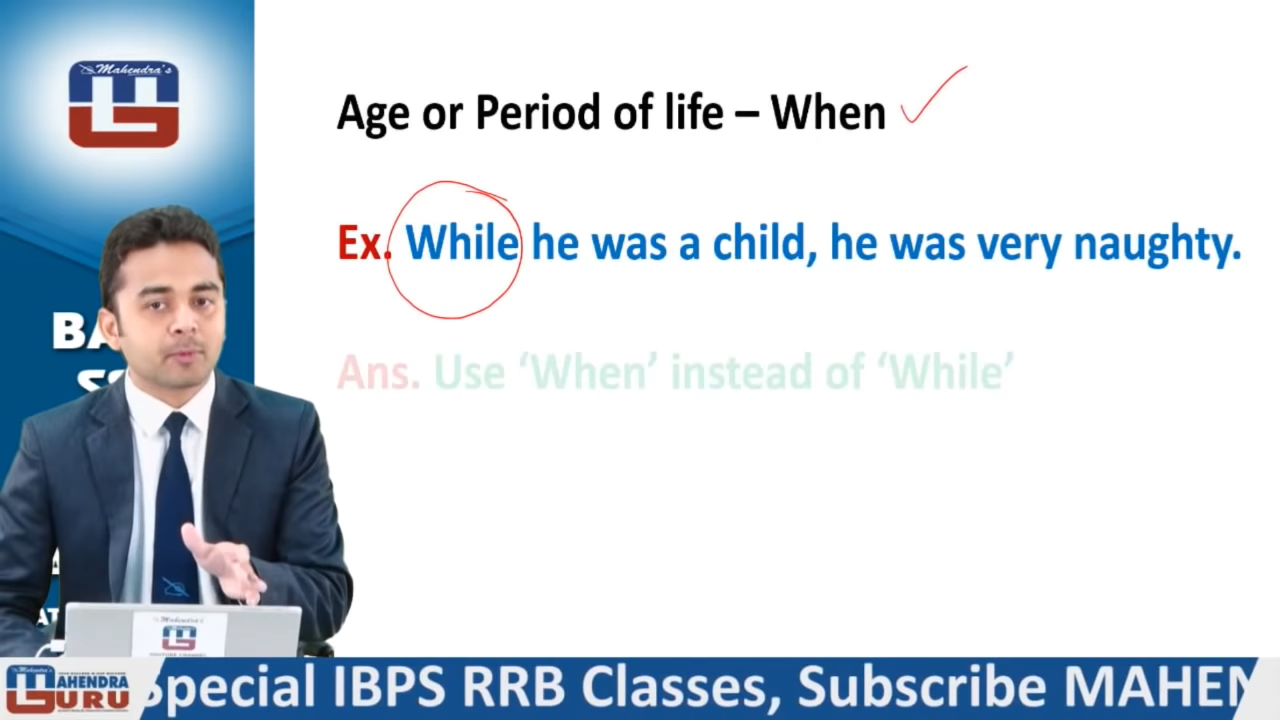 Mahendra's
Age or Period of life – When
Ex. While he was a child, he was very naughty.
Ans. Use ‘When’ instead of ‘While’
Mahendra's
MAHENDRA
GURU
Special IBPS RRB Classes, Subscribe MAHEN